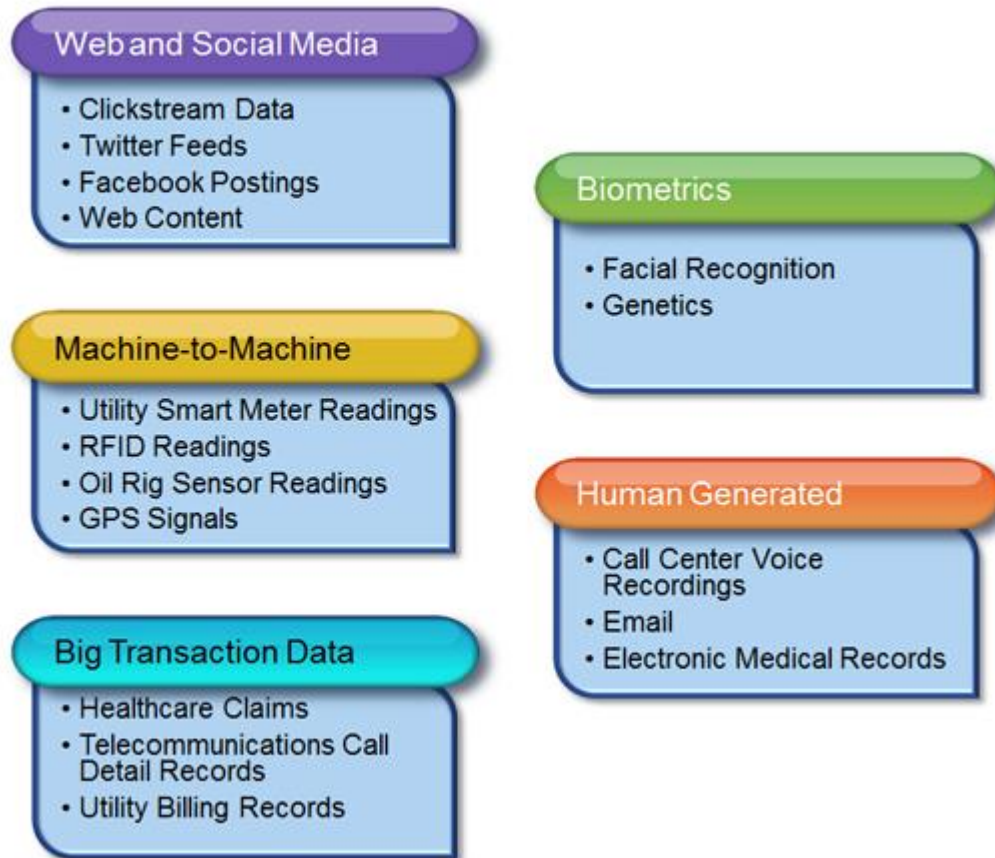 Web and Social Media
• Clickstream Data
• Twitter Feeds
• Facebook Postings
• Web Content
Machine-to-Machine
• Utility Smart Meter Readings
• RFID Readings
• Oil Rig Sensor Readings
• GPS Signals
Big Transaction Data
• Healthcare Claims
• Telecommunications Call
Detail Records
• Utility Billing Records
Biometrics
• Facial Recognition
• Genetics
Human Generated
• Call Center Voice
Recordings
• Email
• Electronic Medical Records